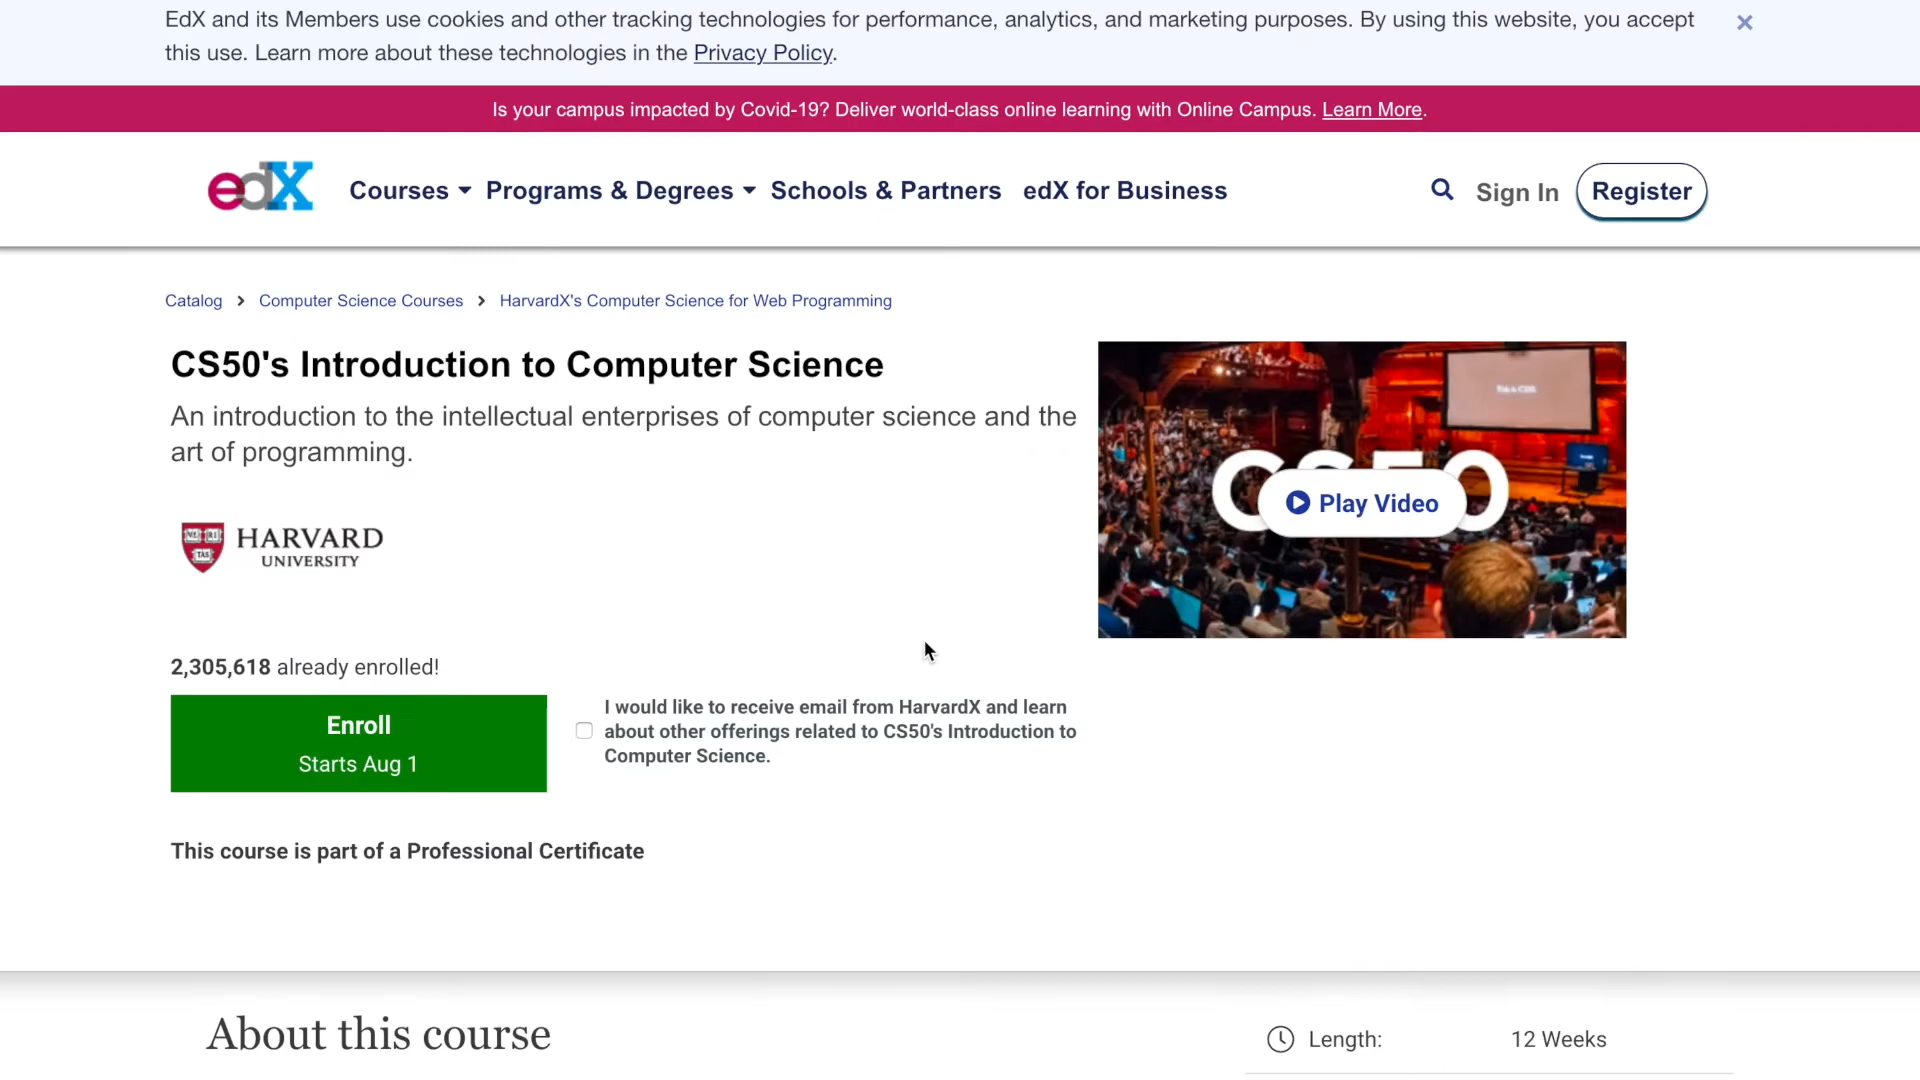 EdX and its Members use cookies and other tracking technologies for performance, analytics, and marketing purposes. By using this website, you accept
this use. Learn more about these technologies in the Privacy Policy.
Is your campus impacted by Covid-19? Deliver world-class online learning with Online Campus. Learn More.
edX
Courses
Programs & Degrees
Schools & Partners
edX for Business
Sign In
Register
Catalog > Computer Science Courses > HarvardX's Computer Science for Web Programming
CS50's Introduction to Computer Science
An introduction to the intellectual enterprises of computer science and the
art of programming.
This is CS50.
CS50
Play Video
VE RI
TAS
HARVARD
UNIVERSITY
2,305,618 already enrolled!
Enroll
Starts Aug 1
I would like to receive email from HarvardX and learn
about other offerings related to CS50's Introduction to
Computer Science.
This course is part of a Professional Certificate
About this course
Length:
12 Weeks